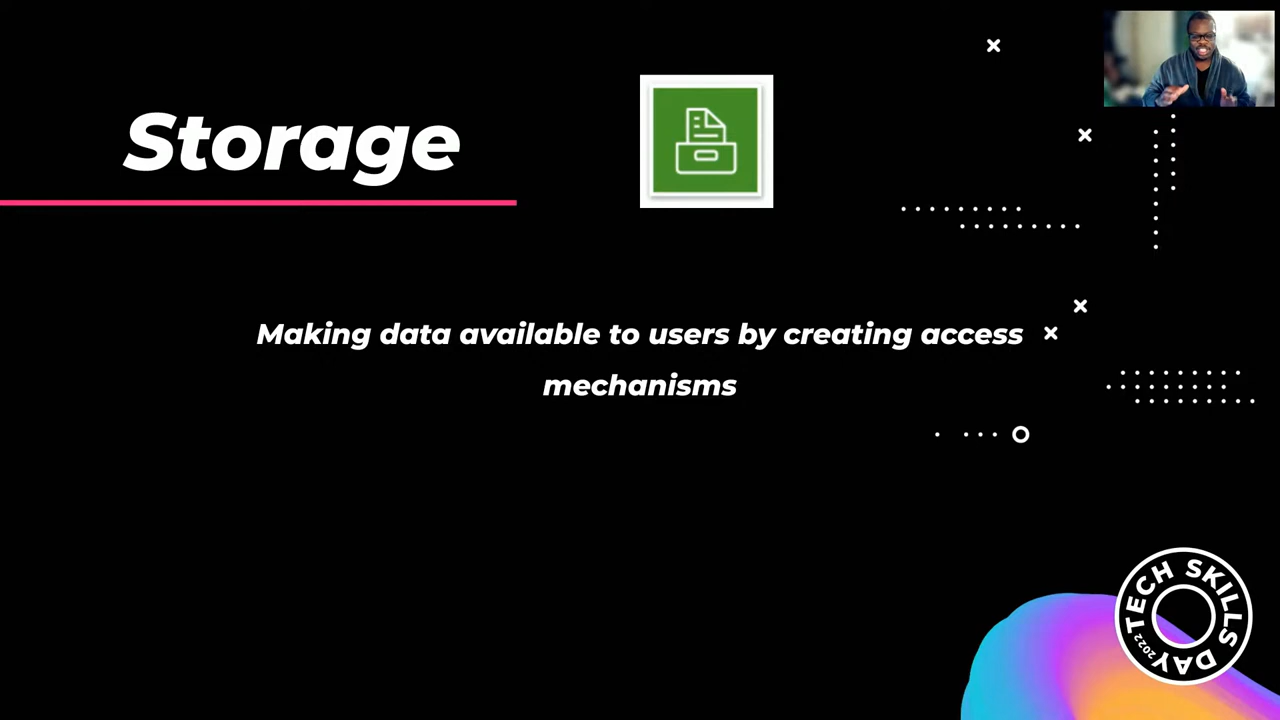 Storage
Making data available to users by creating access
mechanisms
TECH SKILLS DAY 2022